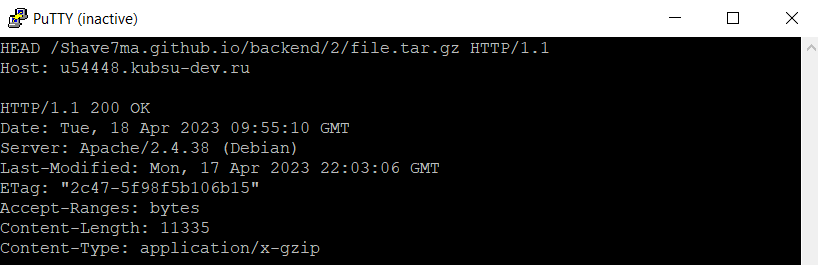 PuTTY (inactive)
HEAD /Shave7ma.github.io/backend/2/file.tar.gz HTTP/1.1
Host: u54448.kubsu-dev.ru
HTTP/1.1 200 OK
Date: Tue, 18 Apr 2023 09:55:10 GMT
Server: Apache/2.4.38 (Debian)
Last-Modified: Mon, 17 Apr 2023 22:03:06 GMT
ETag: "2c47-5f98f5b106b15"
Accept-Ranges: bytes
Content-Length: 11335
Content-Type: application/x-gzip